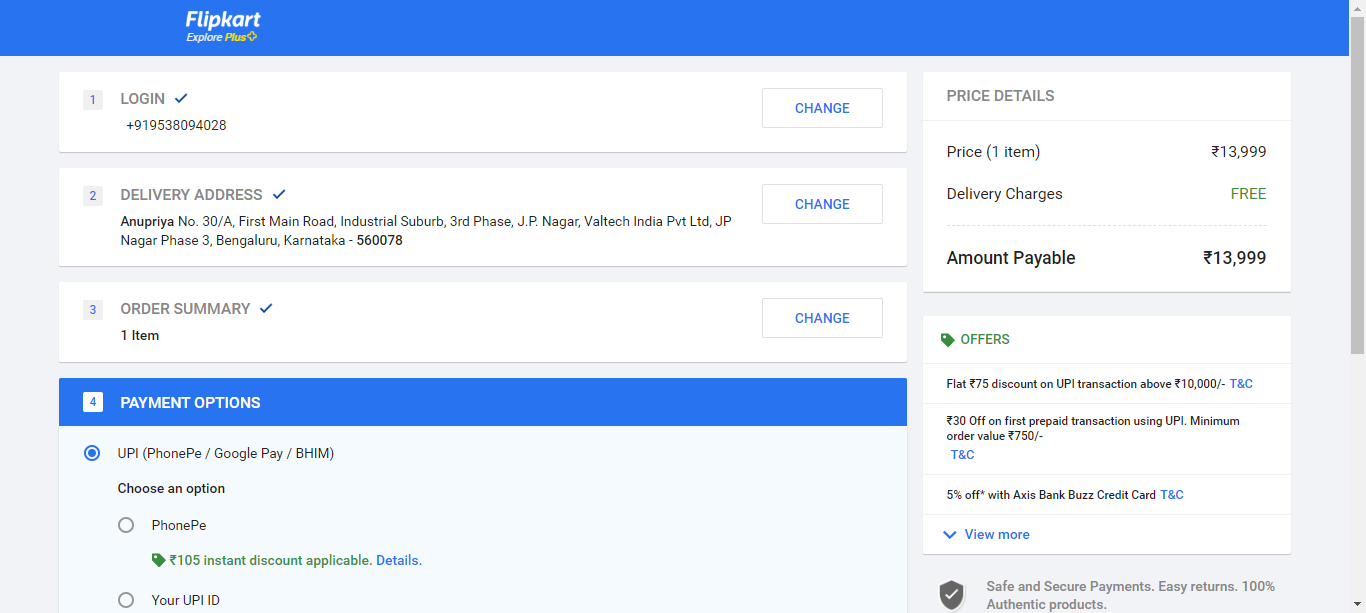 Flipkart
Explore Plus
1 LOGIN
+919538094028
CHANGE
2 DELIVERY ADDRESS
Anupriya No. 30/A, First Main Road, Industrial Suburb, 3rd Phase, J.P. Nagar, Valtech India Pvt Ltd, JP
Nagar Phase 3, Bengaluru, Karnataka - 560078
CHANGE
3 ORDER SUMMARY
1 Item
CHANGE
4 PAYMENT OPTIONS
UPI (PhonePe / Google Pay / BHIM)
Choose an option
PhonePe
₹105 instant discount applicable. Details.
Your UPI ID
PRICE DETAILS
Price (1 item) ₹13,999
Delivery Charges FREE
Amount Payable ₹13,999
OFFERS
Flat ₹75 discount on UPI transaction above ₹10,000/- T&C
₹30 Off on first prepaid transaction using UPI. Minimum
order value ₹750/-
T&C
5% off* with Axis Bank Buzz Credit Card T&C
View more
Safe and Secure Payments. Easy returns. 100%
Authentic products.